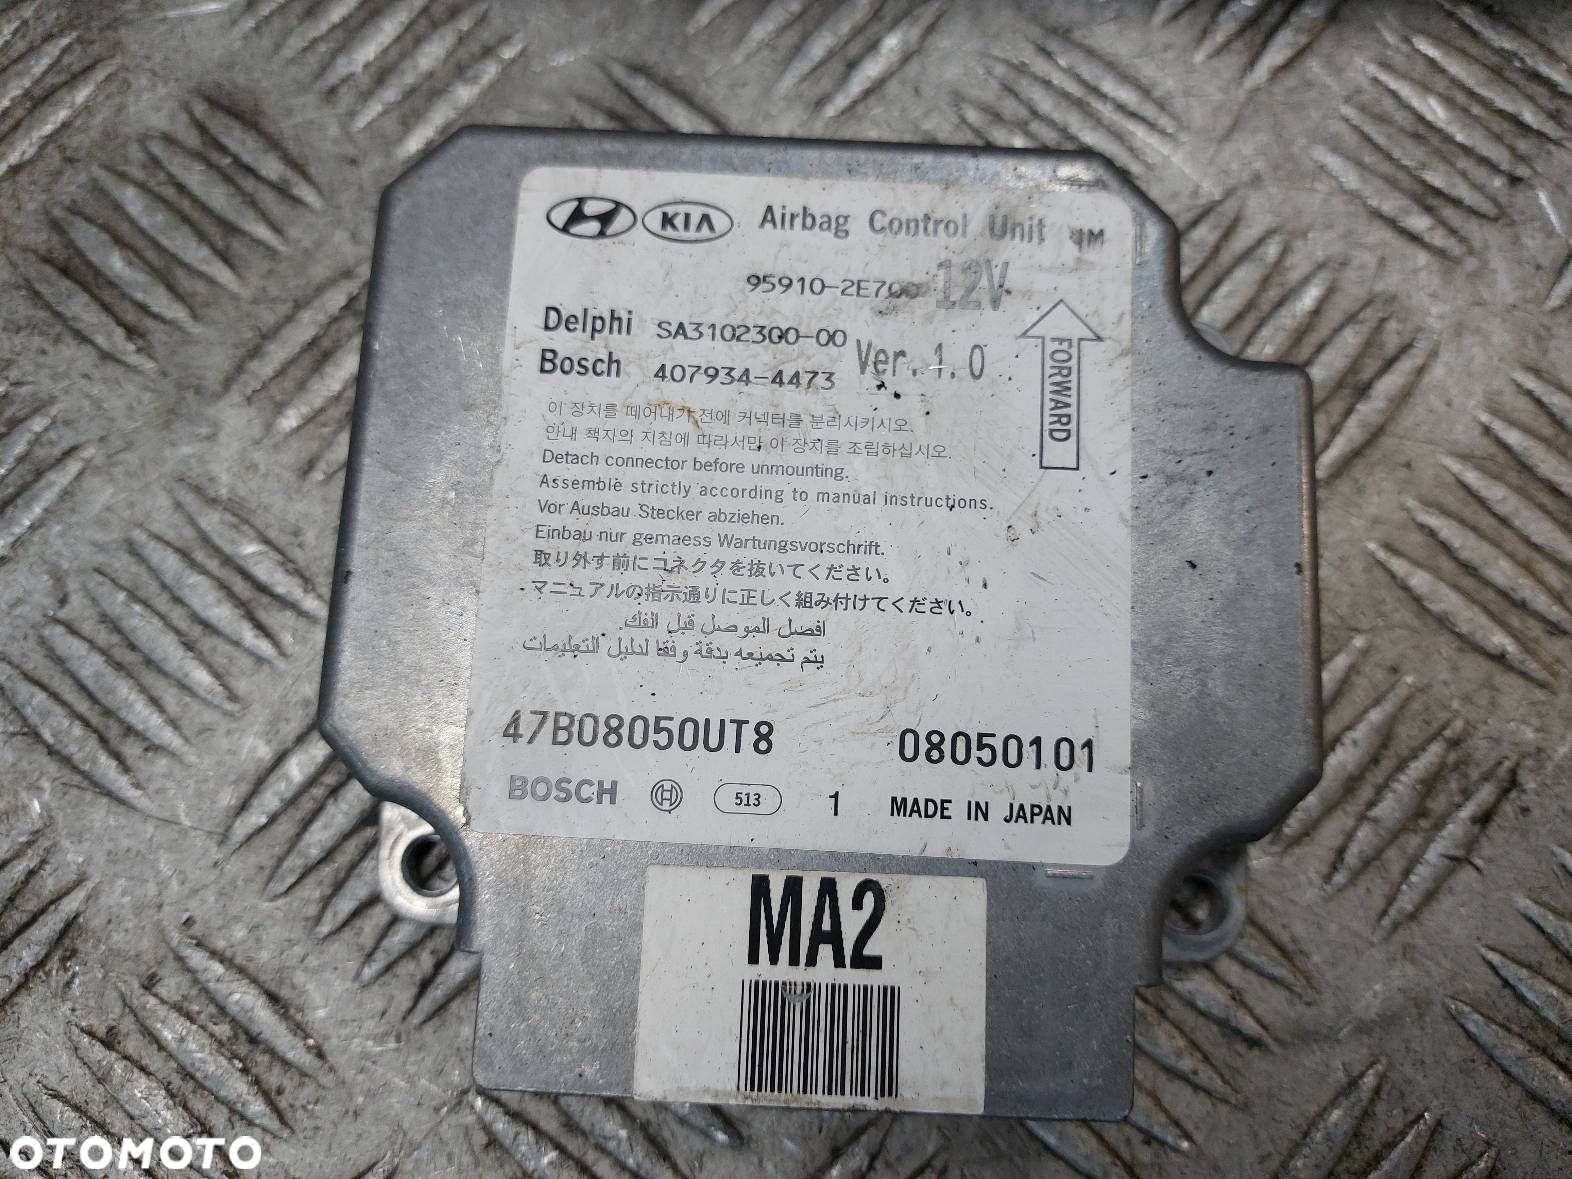 KIA Airbag Control Unit JM
95910-2E700 12V
Delphi SA3102300-00
Bosch 407934-4473 Ver.1.0
FORWARD
이 장치를 떼어내기 전에 커넥터를 분리시키시오.
안내 책자의 지침에 따라서만 이 장치를 조립하십시오.
Detach connector before unmounting.
Assemble strictly according to manual instructions.
Vor Ausbau Stecker abziehen.
Einbau nur gemaess Wartungsvorschrift.
取り外す前にコネクタを抜いてください。
マニュアルの指示通りに正しく組み付けてください。
افصل الموصل قبل الفك.
يتم تجميعه بدقة وفقا لدليل التعليمات
47B08050UT8 08050101
BOSCH 513 1 MADE IN JAPAN
MA2
OTOMOTO